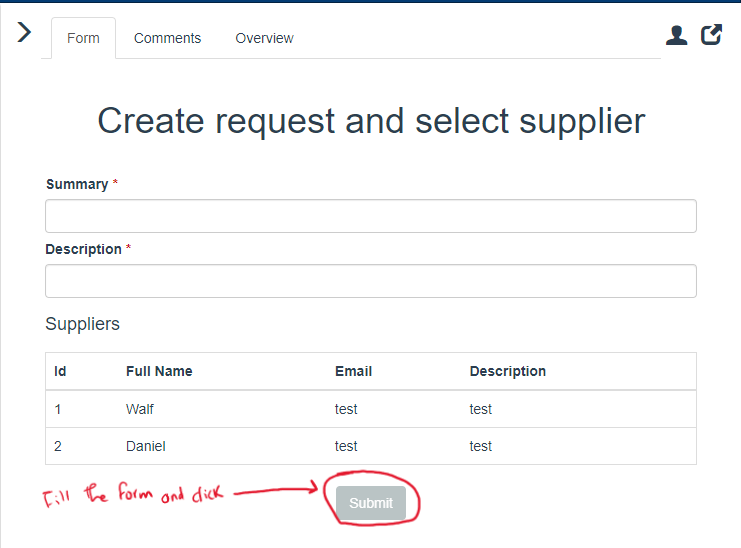 Form Comments Overview
Create request and select supplier
Summary *
Description *
Suppliers
Id Full Name Email Description
1 Walf test test
2 Daniel test test
Fill the form and click
Submit